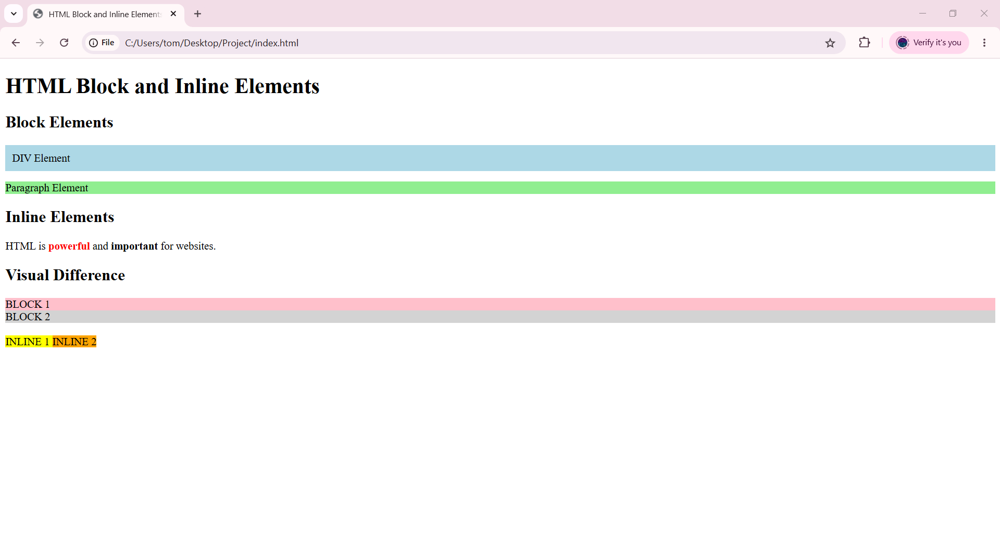 HTML Block and Inline Element
File
C:/Users/tom/Desktop/Project/index.html
Verify it's you
HTML Block and Inline Elements
Block Elements
DIV Element
Paragraph Element
Inline Elements
HTML is powerful and important for websites.
Visual Difference
BLOCK 1
BLOCK 2
INLINE 1 INLINE 2